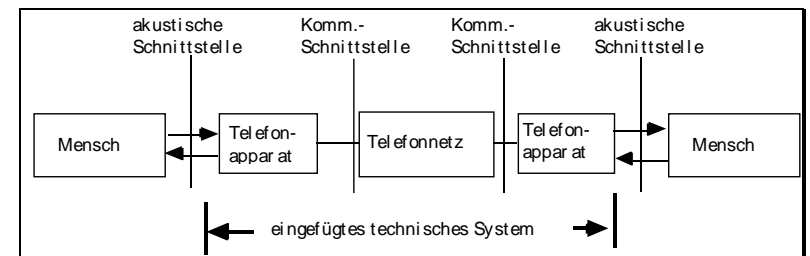 akustische
Schnittstelle
Komm.-
Schnittstelle
Komm.-
Schnittstelle
akustische
Schnittstelle
Mensch
Telefon-
apparat
Telefonnetz
Telefon-
apparat
Mensch
eingefügtes technisches System